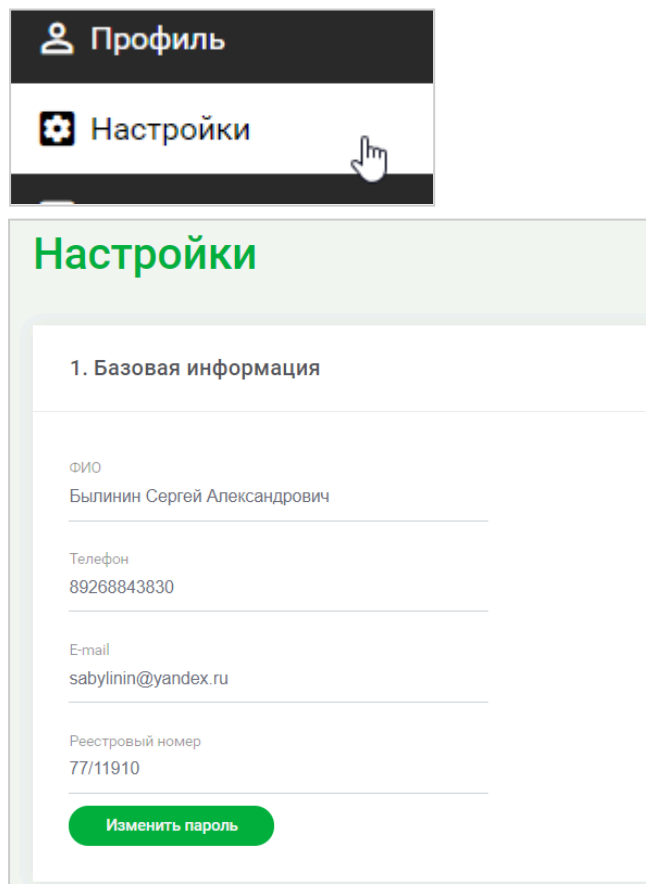 Профиль
Настройки
Настройки
1. Базовая информация
ФИО
Былинин Сергей Александрович
Телефон
89268843830
E-mail
sabylinin@yandex.ru
Реестровый номер
77/11910
Изменить пароль